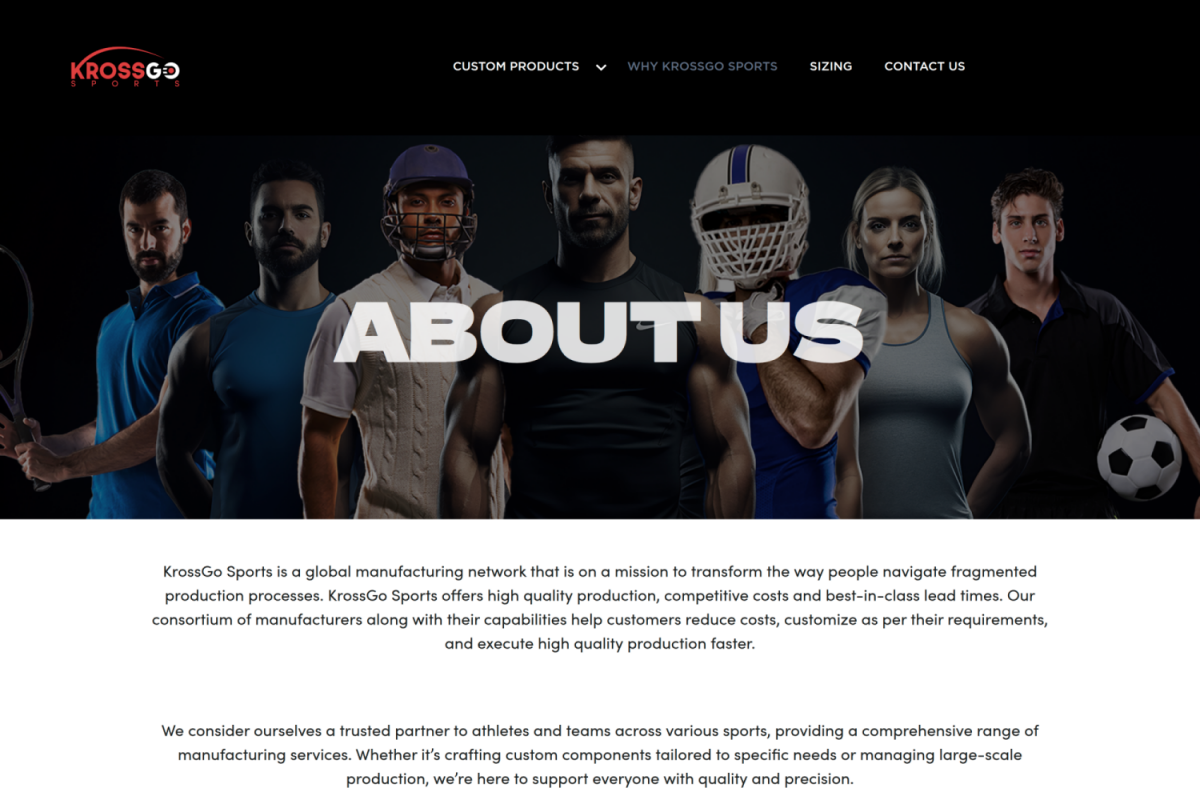 KROSSGO
SPORTS
CUSTOM PRODUCTS
WHY KROSSGO SPORTS
SIZING
CONTACT US
ABOUT US
KrossGo Sports is a global manufacturing network that is on a mission to transform the way people navigate fragmented
production processes. KrossGo Sports offers high quality production, competitive costs and best-in-class lead times. Our
consortium of manufacturers along with their capabilities help customers reduce costs, customize as per their requirements,
and execute high quality production faster.
We consider ourselves a trusted partner to athletes and teams across various sports, providing a comprehensive range of
manufacturing services. Whether it’s crafting custom components tailored to specific needs or managing large-scale
production, we’re here to support everyone with quality and precision.